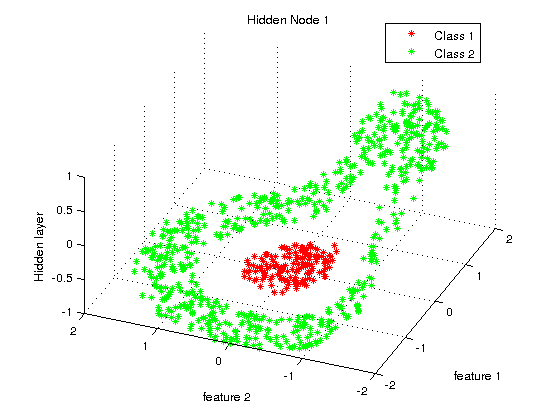 Hidden Node 1
Class 1
Class 2
1
0.5
0
-0.5
-1
Hidden layer
2
1
0
-1
-2
feature 2
2
1
0
-1
-2
feature 1